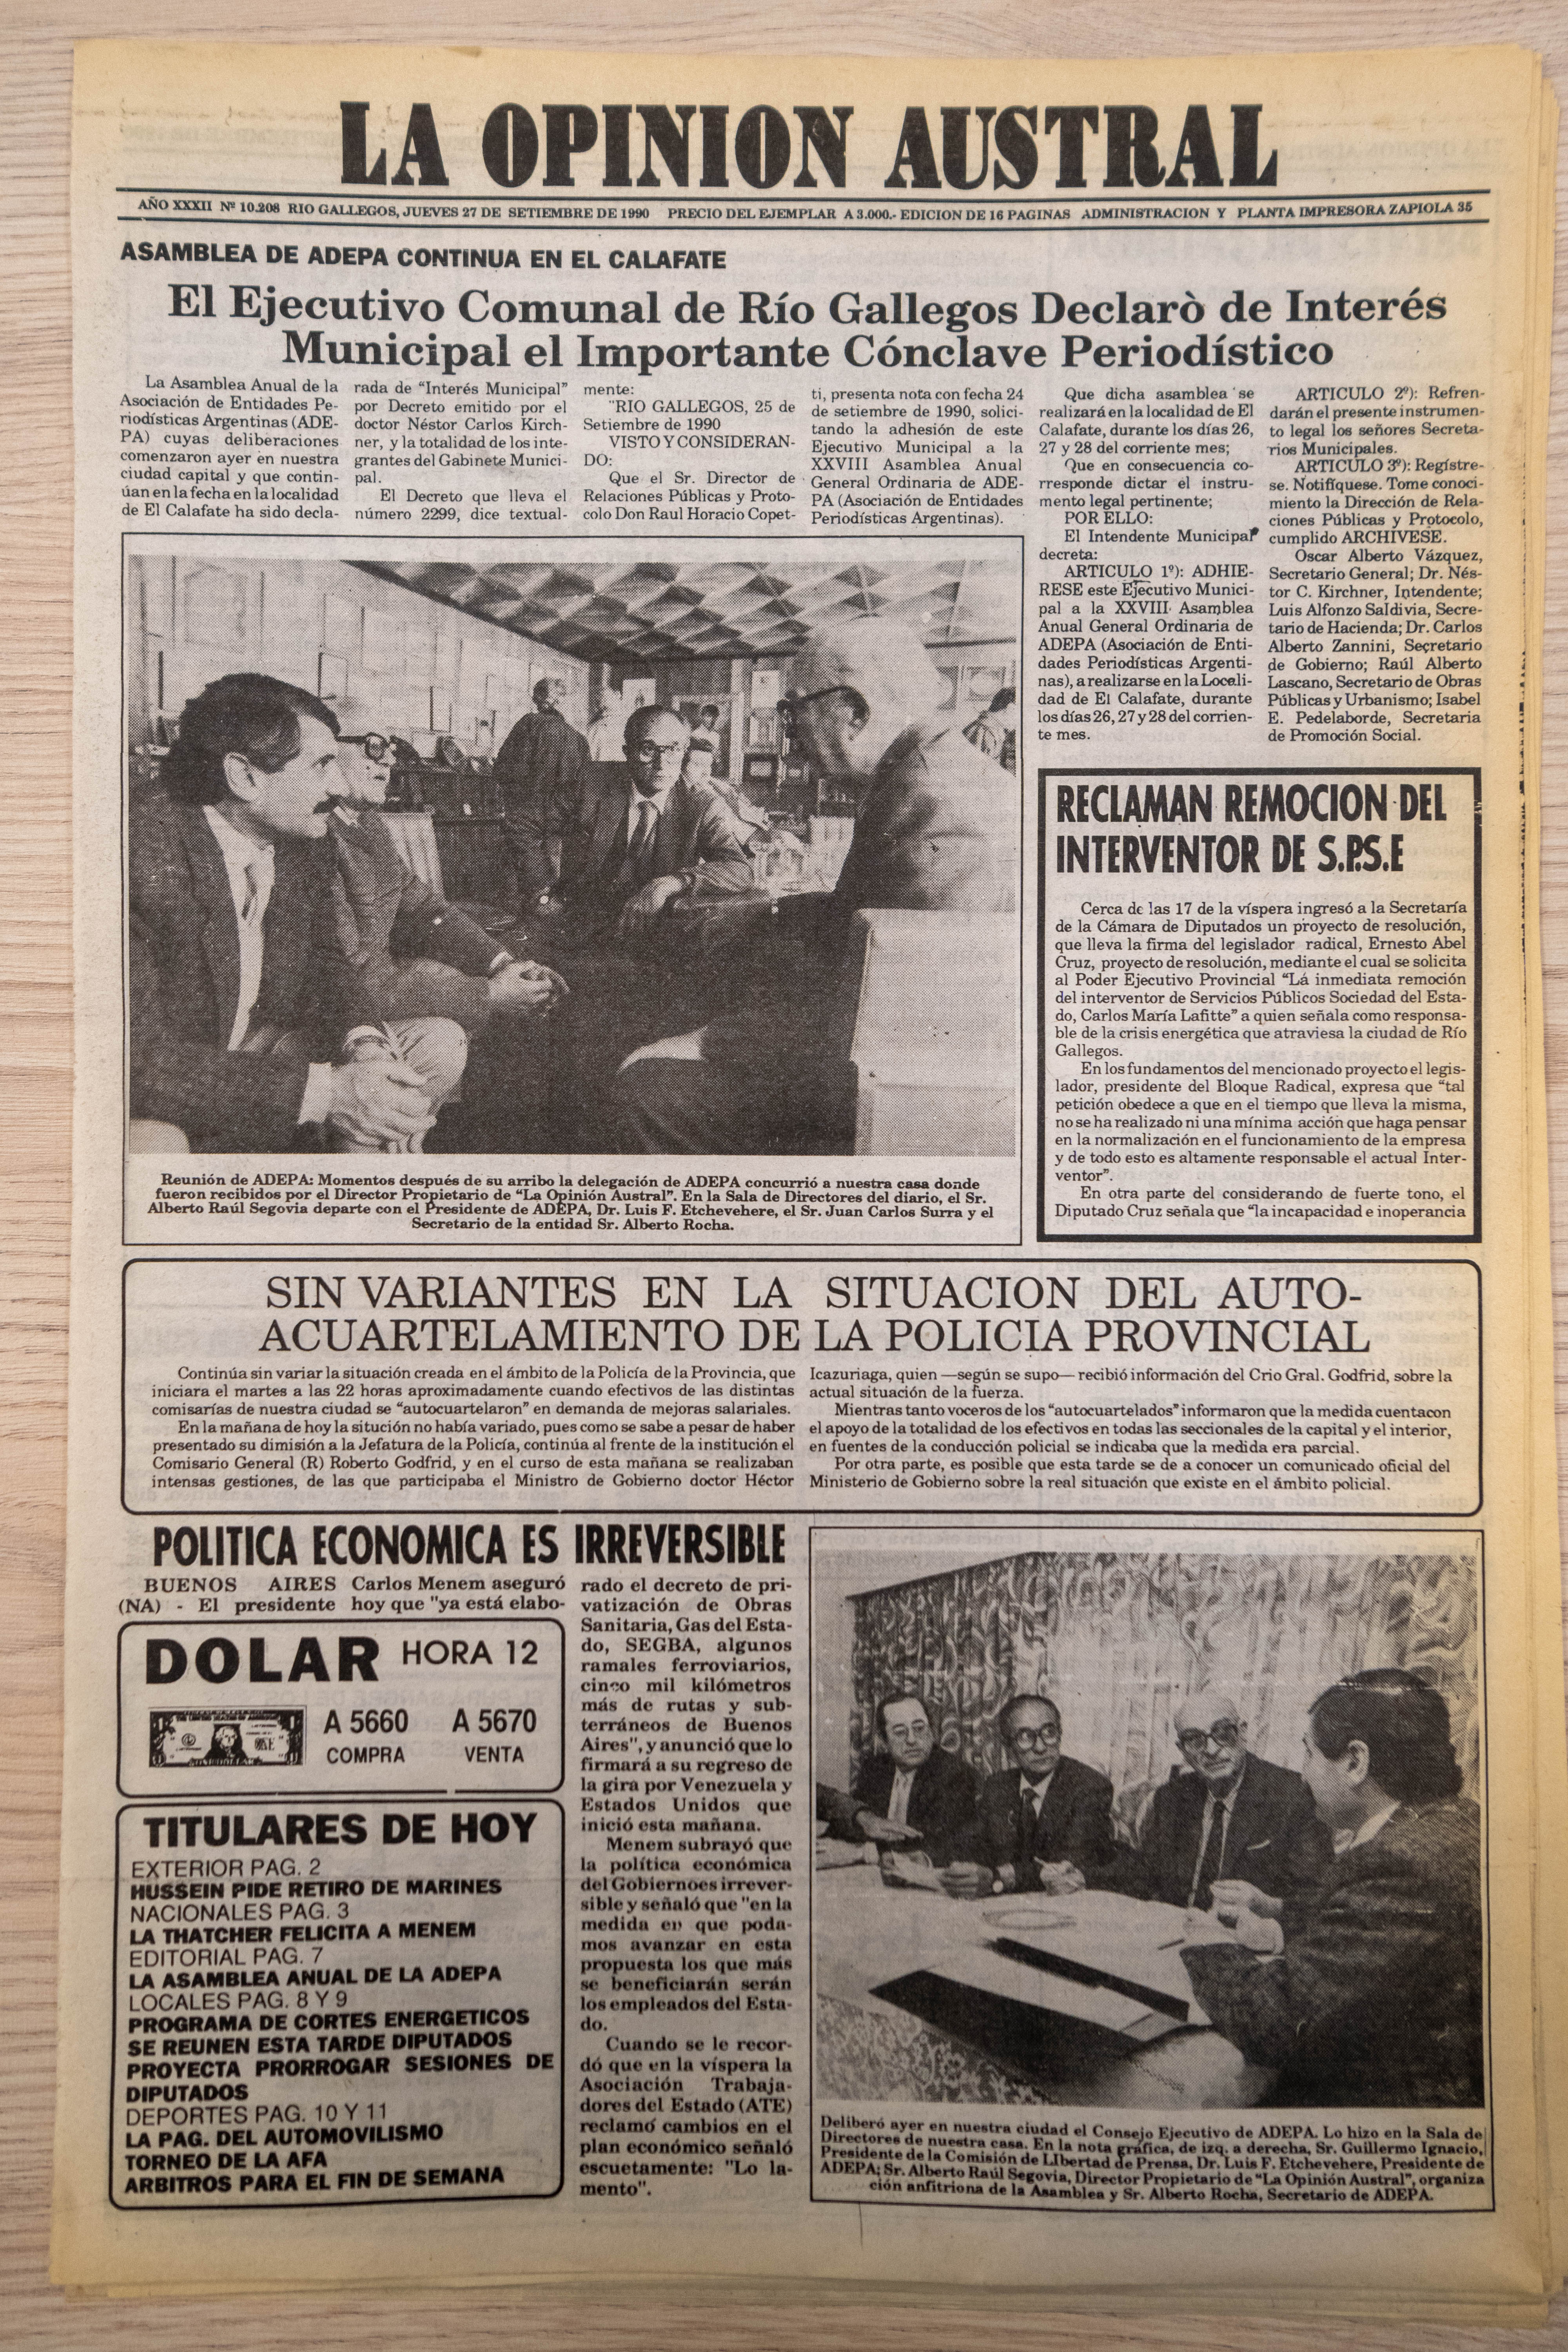 LA OPINION AUSTRAL
AÑO XXXII Nº 10.208 RIO GALLEGOS, JUEVES 27 DE SETIEMBRE DE 1990 PRECIO DEL EJEMPLAR A 3.000.- EDICION DE 16 PAGINAS ADMINISTRACION Y PLANTA IMPRESORA ZAPIOLA 35
ASAMBLEA DE ADEPA CONTINUA EN EL CALAFATE
El Ejecutivo Comunal de Río Gallegos Declarò de Interés
Municipal el Importante Cónclave Periodístico
La Asamblea Anual de la
Asociación de Entidades Pe-
riodísticas Argentinas (ADE-
PA) cuyas deliberaciones
comenzaron ayer en nuestra
ciudad capital y que contin-
úan en la fecha en la localidad
de El Calafate ha sido decla-
rada de "Interés Municipal"
por Decreto emitido por el
doctor Néstor Carlos Kirch-
ner, y la totalidad de los inte-
grantes del Gabinete Munici-
pal.
El Decreto que lleva el
número 2299, dice textual-
mente:
"RIO GALLEGOS, 25 de
Setiembre de 1990
VISTO Y CONSIDERAN-
DO:
Que el Sr. Director de
Relaciones Públicas y Proto-
colo Don Raul Horacio Copet-
ti, presenta nota con fecha 24
de setiembre de 1990, solici-
tando la adhesión de este
Ejecutivo Municipal a la
XXVIII Asamblea Anual
General Ordinaria de ADE-
PA (Asociación de Entidades
Periodísticas Argentinas).
Que dicha asamblea se
realizará en la localidad de El
Calafate, durante los días 26,
27 y 28 del corriente mes;
Que en consecuencia co-
rresponde dictar el instru-
mento legal pertinente;
POR ELLO:
El Intendente Municipal
decreta:
ARTICULO 1º): ADHIE-
RESE este Ejecutivo Munici-
pal a la XXVIII Asamblea
Anual General Ordinaria de
ADEPA (Asociación de Enti-
dades Periodísticas Argenti-
nas), a realizarse en la Locali-
dad de El Calafate, durante
los días 26, 27 y 28 del corrien-
te mes.
ARTICULO 2º): Refren-
darán el presente instrumen-
to legal los señores Secreta-
rios Municipales.
ARTICULO 3º): Regístre-
se. Notifíquese. Tome conoci-
miento la Dirección de Rela-
ciones Públicas y Protocolo,
cumplido ARCHIVESE.
Oscar Alberto Vázquez,
Secretario General; Dr. Nés-
tor C. Kirchner, Intendente;
Luis Alfonzo Saldivia, Secre-
tario de Hacienda; Dr. Carlos
Alberto Zannini, Secretario
de Gobierno; Raúl Alberto
Lascano, Secretario de Obras
Públicas y Urbanismo; Isabel
E. Pedelaborde, Secretaria
de Promoción Social.
Reunión de ADEPA: Momentos después de su arribo la delegación de ADEPA concurrió a nuestra casa donde
fueron recibidos por el Director Propietario de "La Opinión Austral". En la Sala de Directores del diario, el Sr.
Alberto Raúl Segovia departe con el Presidente de ADEPA, Dr. Luis F. Etchevehere, el Sr. Juan Carlos Surra y el
Secretario de la entidad Sr. Alberto Rocha.
RECLAMAN REMOCION DEL
INTERVENTOR DE S.P.S.E
Cerca de las 17 de la víspera ingresó a la Secretaría
de la Cámara de Diputados un proyecto de resolución,
que lleva la firma del legislador radical, Ernesto Abel
Cruz, proyecto de resolución, mediante el cual se solicita
al Poder Ejecutivo Provincial "Lá inmediata remoción
del interventor de Servicios Públicos Sociedad del Esta-
do, Carlos María Lafitte" a quien señala como responsa-
ble de la crisis energética que atraviesa la ciudad de Río
Gallegos.
En los fundamentos del mencionado proyecto el legis-
lador, presidente del Bloque Radical, expresa que "tal
petición obedece a que en el tiempo que lleva la misma,
no se ha realizado ni una mínima acción que haga pensar
en la normalización en el funcionamiento de la empresa
y de todo esto es altamente responsable el actual Inter-
ventor".
En otra parte del considerando de fuerte tono, el
Diputado Cruz señala que "la incapacidad e inoperancia
SIN VARIANTES EN LA SITUACION DEL AUTO-
ACUARTELAMIENTO DE LA POLICIA PROVINCIAL
Continúa sin variar la situación creada en el ámbito de la Policía de la Provincia, que
iniciara el martes a las 22 horas aproximadamente cuando efectivos de las distintas
comisarías de nuestra ciudad se "autocuartelaron" en demanda de mejoras salariales.
En la mañana de hoy la situción no había variado, pues como se sabe a pesar de haber
presentado su dimisión a la Jefatura de la Policía, continúa al frente de la institución el
Comisario General (R) Roberto Godfrid, y en el curso de esta mañana se realizaban
intensas gestiones, de las que participaba el Ministro de Gobierno doctor Héctor
Icazuriaga, quien —según se supo— recibió información del Crio Gral. Godfrid, sobre la
actual situación de la fuerza.
Mientras tanto voceros de los "autocuartelados" informaron que la medida cuentacon
el apoyo de la totalidad de los efectivos en todas las seccionales de la capital y el interior,
en fuentes de la conducción policial se indicaba que la medida era parcial.
Por otra parte, es posible que esta tarde se de a conocer un comunicado oficial del
Ministerio de Gobierno sobre la real situación que existe en el ámbito policial.
POLITICA ECONOMICA ES IRREVERSIBLE
BUENOS AIRES
(NA) - El presidente
Carlos Menem aseguró
hoy que "ya está elabo-
rado el decreto de pri-
vatización de Obras
Sanitaria, Gas del Esta-
do, SEGBA, algunos
ramales ferroviarios,
cinco mil kilómetros
más de rutas y sub-
terráneos de Buenos
Aires", y anunció que lo
firmará a su regreso de
la gira por Venezuela y
Estados Unidos que
inició esta mañana.
Menem subrayó que
la política económica
del Gobiernoes irrever-
sible y señaló que "en la
medida en que poda-
mos avanzar en esta
propuesta los que más
se beneficiarán serán
los empleados del Esta-
do.
Cuando se le recor-
dó que en la víspera la
Asociación Trabaja-
dores del Estado (ATE)
reclamó cambios en el
plan económico señaló
escuetamente: "Lo la-
mento".
DOLAR HORA 12
A 5660 A 5670
COMPRA VENTA
TITULARES DE HOY
EXTERIOR PAG. 2
HUSSEIN PIDE RETIRO DE MARINES
NACIONALES PAG. 3
LA THATCHER FELICITA A MENEM
EDITORIAL PAG. 7
LA ASAMBLEA ANUAL DE LA ADEPA
LOCALES PAG. 8 Y 9
PROGRAMA DE CORTES ENERGETICOS
SE REUNEN ESTA TARDE DIPUTADOS
PROYECTA PRORROGAR SESIONES DE
DIPUTADOS
DEPORTES PAG. 10 Y 11
LA PAG. DEL AUTOMOVILISMO
TORNEO DE LA AFA
ARBITROS PARA EL FIN DE SEMANA
Deliberó ayer en nuestra ciudad el Consejo Ejecutivo de ADEPA. Lo hizo en la Sala de
Directores de nuestra casa. En la nota gráfica, de izq. a derecha, Sr. Guillermo Ignacio,
Presidente de la Comisión de LIbertad de Prensa, Dr. Luis F. Etchevehere, Presidente de
ADEPA; Sr. Alberto Raúl Segovia, Director Propietario de "La Opinión Austral", organiza
ción anfitriona de la Asamblea y Sr. Alberto Rocha, Secretario de ADEPA.